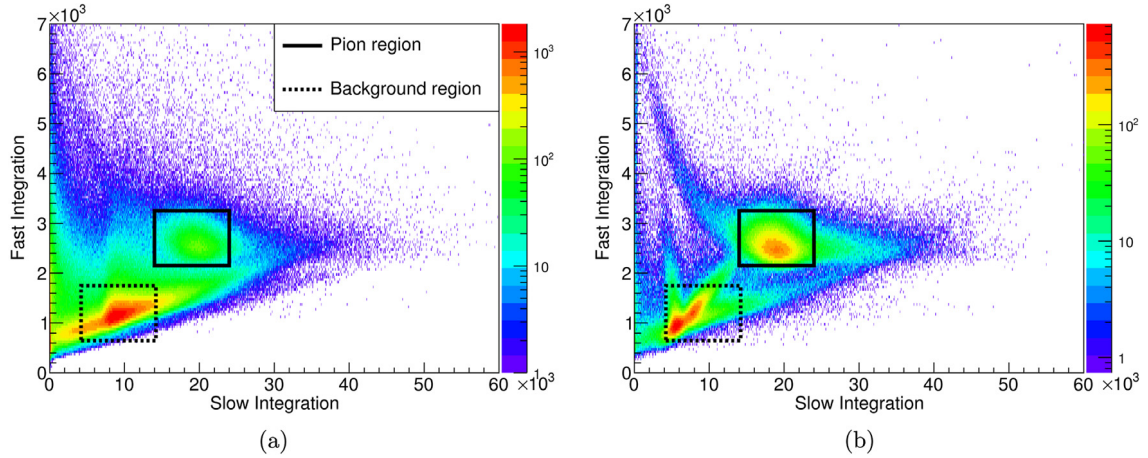 ×10³
7
6
5
4
3
2
1
0
Fast Integration
0 10 20 30 40 50 60
×10³
Slow Integration
Pion region
Background region
10³
10²
10
1
(a)
×10³
7
6
5
4
3
2
1
0
Fast Integration
0 10 20 30 40 50 60
×10³
Slow Integration
10²
10
1
(b)